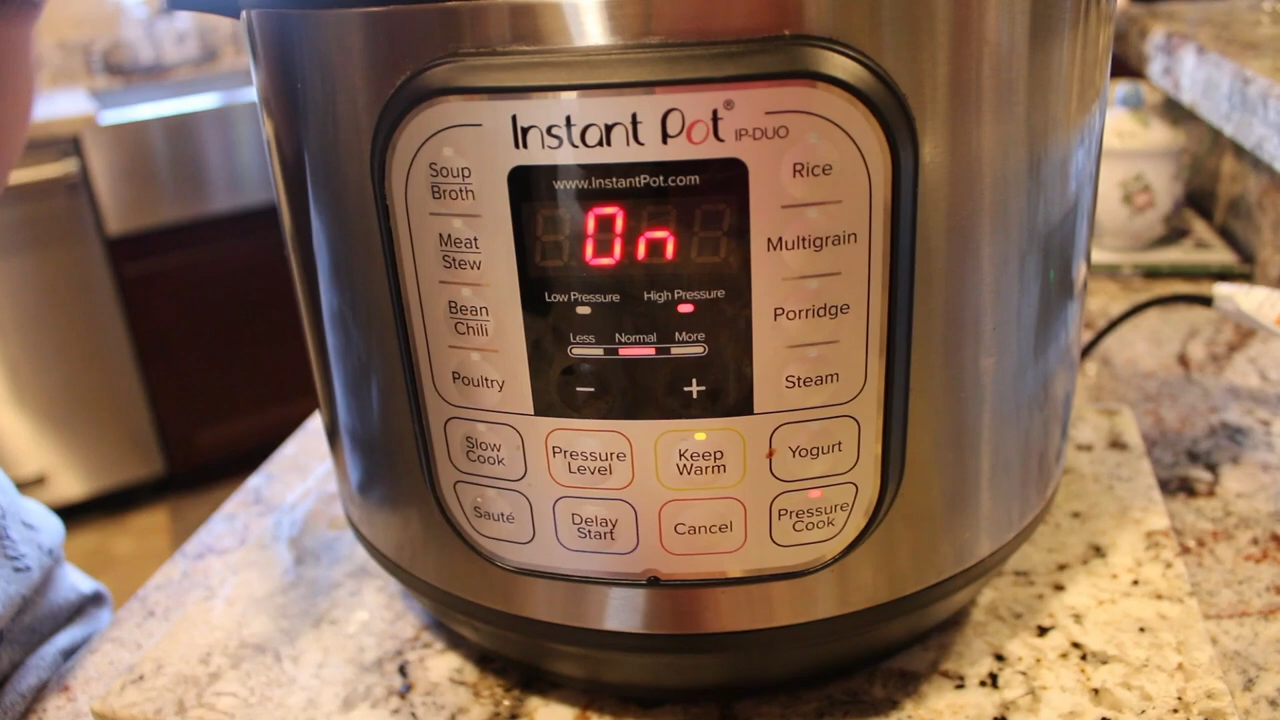 Instant Pot® IP-DUO
www.InstantPot.com
On
Low Pressure High Pressure
Less Normal More
− +
Soup
Broth
Meat
Stew
Bean
Chili
Poultry
Rice
Multigrain
Porridge
Steam
Slow
Cook
Pressure
Level
Keep
Warm
Yogurt
Sauté
Delay
Start
Cancel
Pressure
Cook